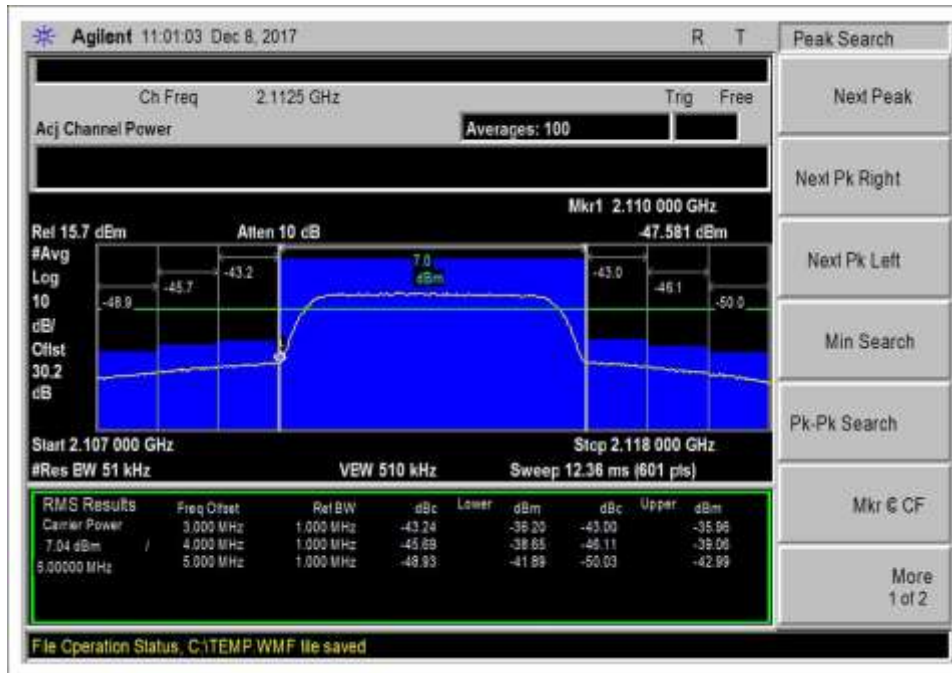 Agilent 11:01:03 Dec 8, 2017 R T
Peak Search
Ch Freq 2.1125 GHz Trig Free
Acj Channel Power Averages: 100
Mkr1 2.110 000 GHz
Rel 15.7 dBm Atten 10 dB -47.581 dBm
#Avg
Log
10
dB/
Offst
30.2
dB
-48.9 -45.7 -43.2 7.0 dBm -43.0 -46.1 -50.0
Start 2.107 000 GHz Stop 2.118 000 GHz
#Res BW 51 kHz VBW 510 kHz Sweep 12.36 ms (601 pts)
RMS Results Freq Offset Ref BW dBc Lower dBm dBc Upper dBm
Carrier Power 3.000 MHz 1.000 MHz -43.24 -36.20 -43.00 -35.96
7.04 dBm / 4.000 MHz 1.000 MHz -45.69 -38.65 -46.11 -39.06
5.00000 MHz 5.000 MHz 1.000 MHz -48.93 -41.89 -50.03 -42.99
File Operation Status, C:\TEMP.WMF file saved
Next Peak
Next Pk Right
Next Pk Left
Min Search
Pk-Pk Search
Mkr @ CF
More
1 of 2